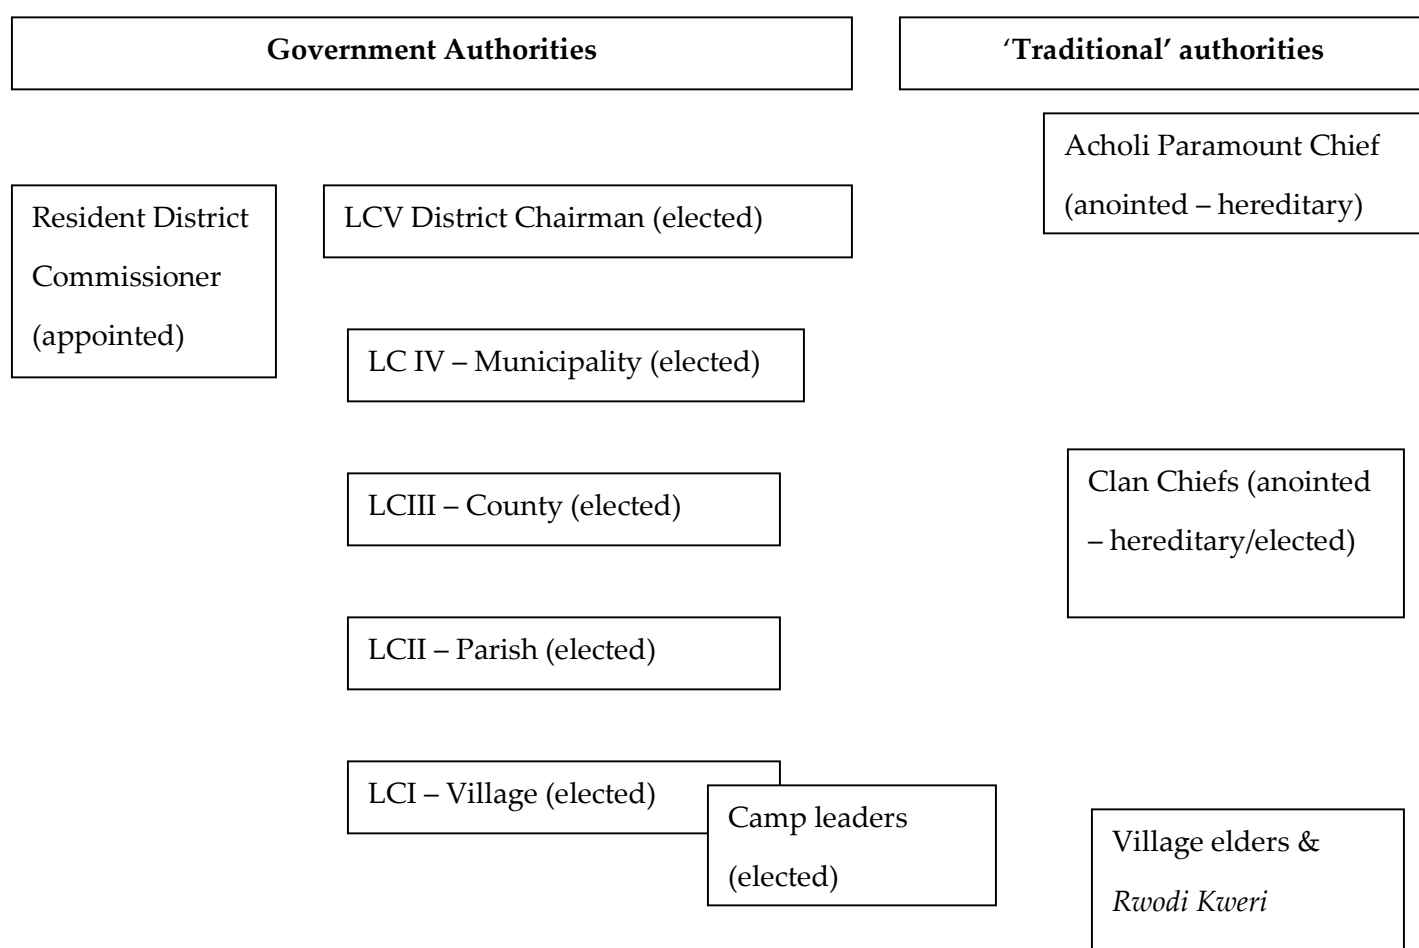 Government Authorities
‘Traditional’ authorities
Acholi Paramount Chief
(anointed – hereditary)
Resident District
Commissioner
(appointed)
LCV District Chairman (elected)
LC IV – Municipality (elected)
LCIII – County (elected)
Clan Chiefs (anointed
– hereditary/elected)
LCII – Parish (elected)
LCI – Village (elected)
Camp leaders
(elected)
Village elders &
Rwodi Kweri